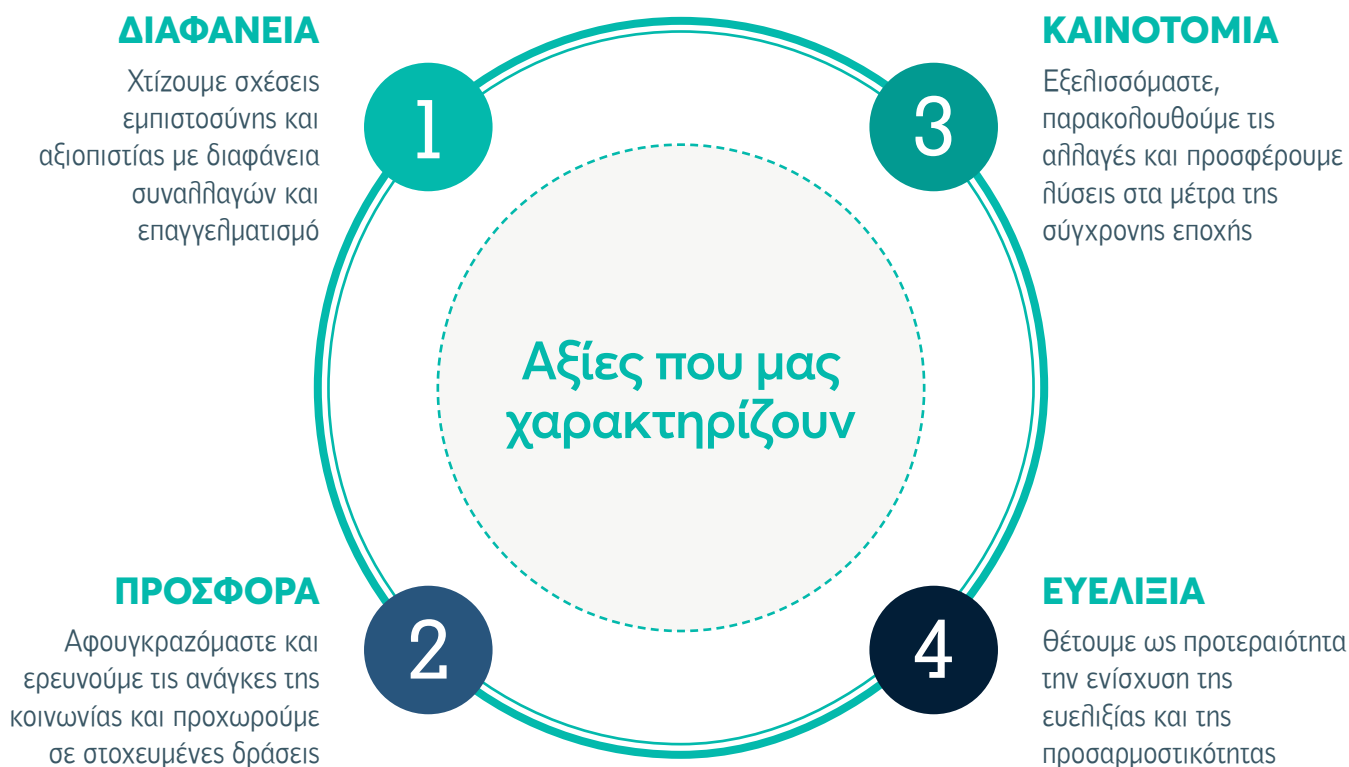 ΔΙΑΦΑΝΕΙΑ
Χτίζουμε σχέσεις
εμπιστοσύνης και
αξιοπιστίας με διαφάνεια
συναλλαγών και
επαγγελματισμό
1
ΠΡΟΣΦΟΡΑ
Αφουγκραζόμαστε και
ερευνούμε τις ανάγκες της
κοινωνίας και προχωρούμε
σε στοχευμένες δράσεις
2
Αξίες που μας
χαρακτηρίζουν
3
ΚΑΙΝΟΤΟΜΙΑ
Εξελισσόμαστε,
παρακολουθούμε τις
αλλαγές και προσφέρουμε
λύσεις στα μέτρα της
σύγχρονης εποχής
4
ΕΥΕΛΙΞΙΑ
Θέτουμε ως προτεραιότητα
την ενίσχυση της
ευελιξίας και της
προσαρμοστικότητας